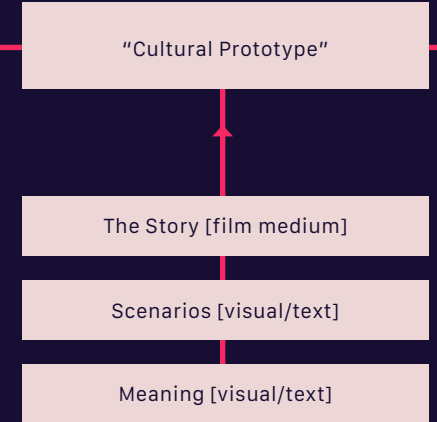 “Cultural Prototype”
The Story [film medium]
Scenarios [visual/text]
Meaning [visual/text]